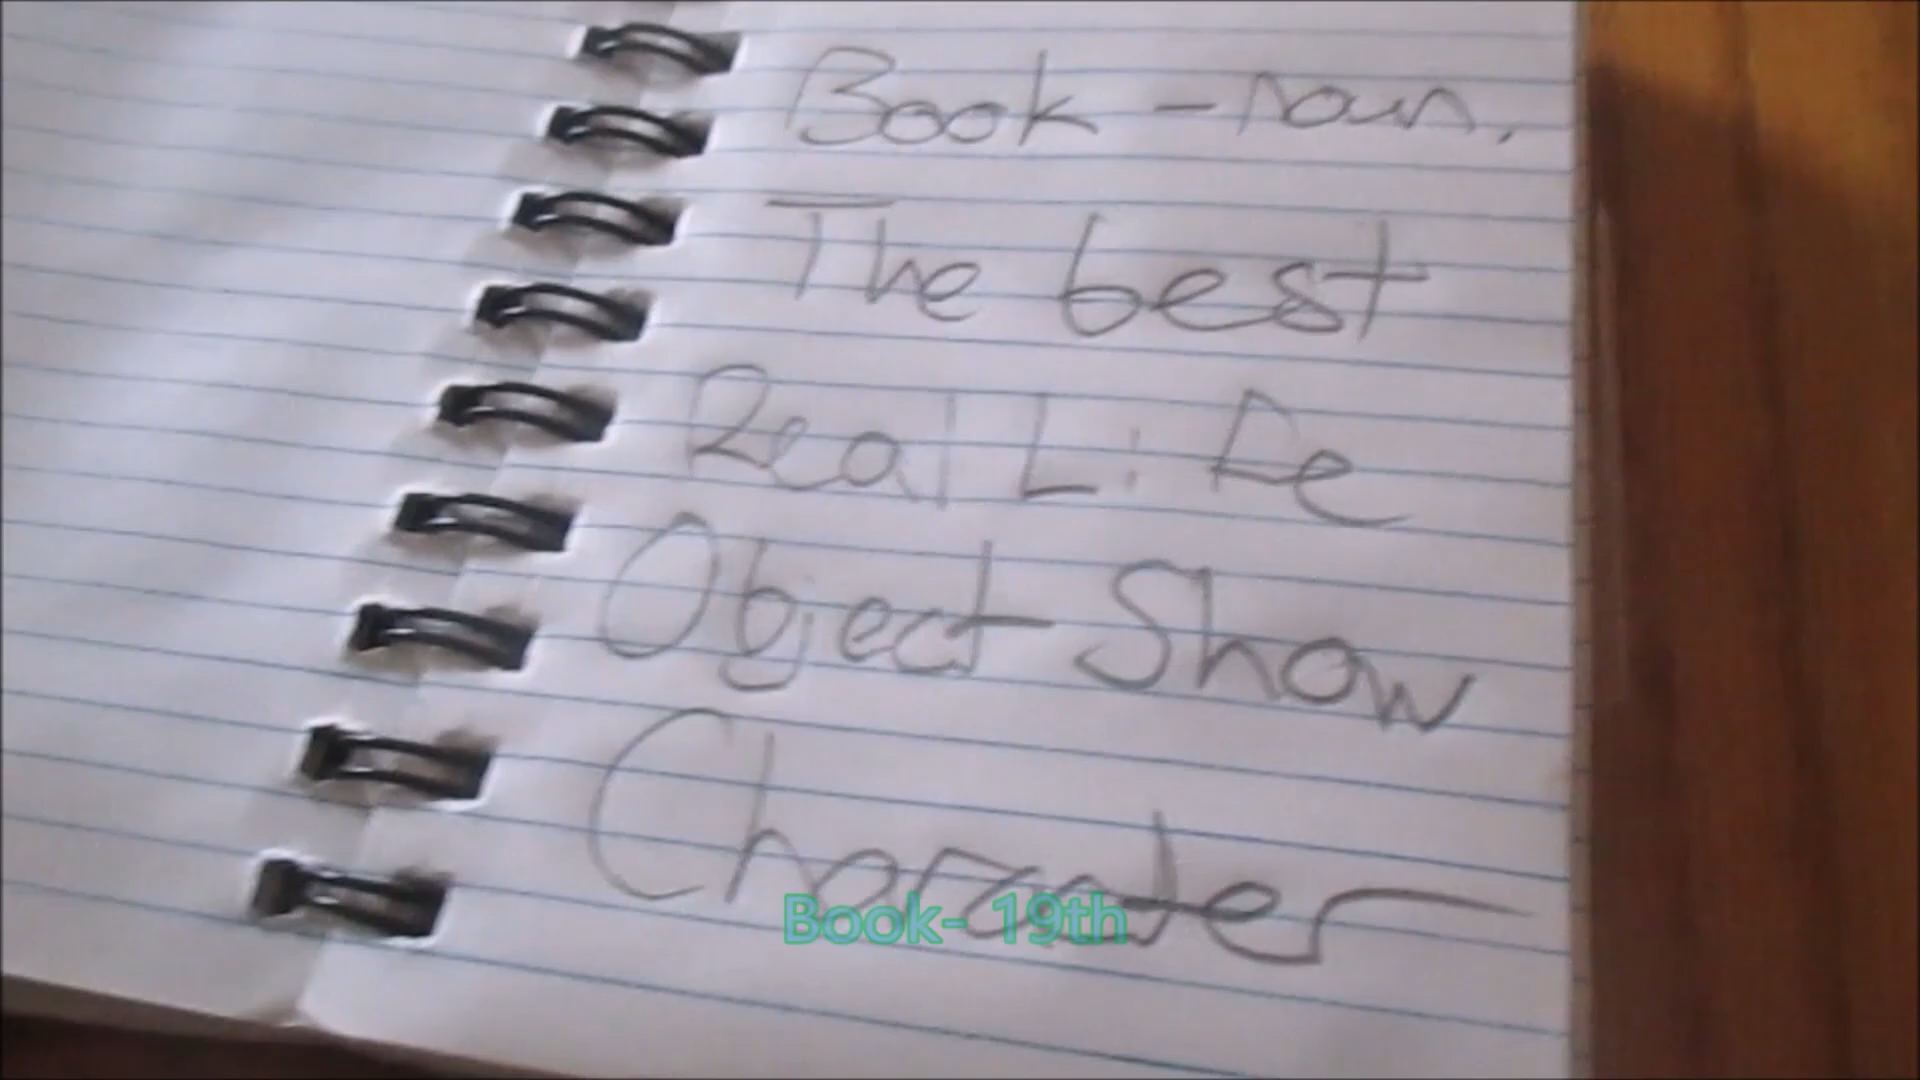 Book - noun.
The best
Real Life
Object Show
Character
Book- 19th